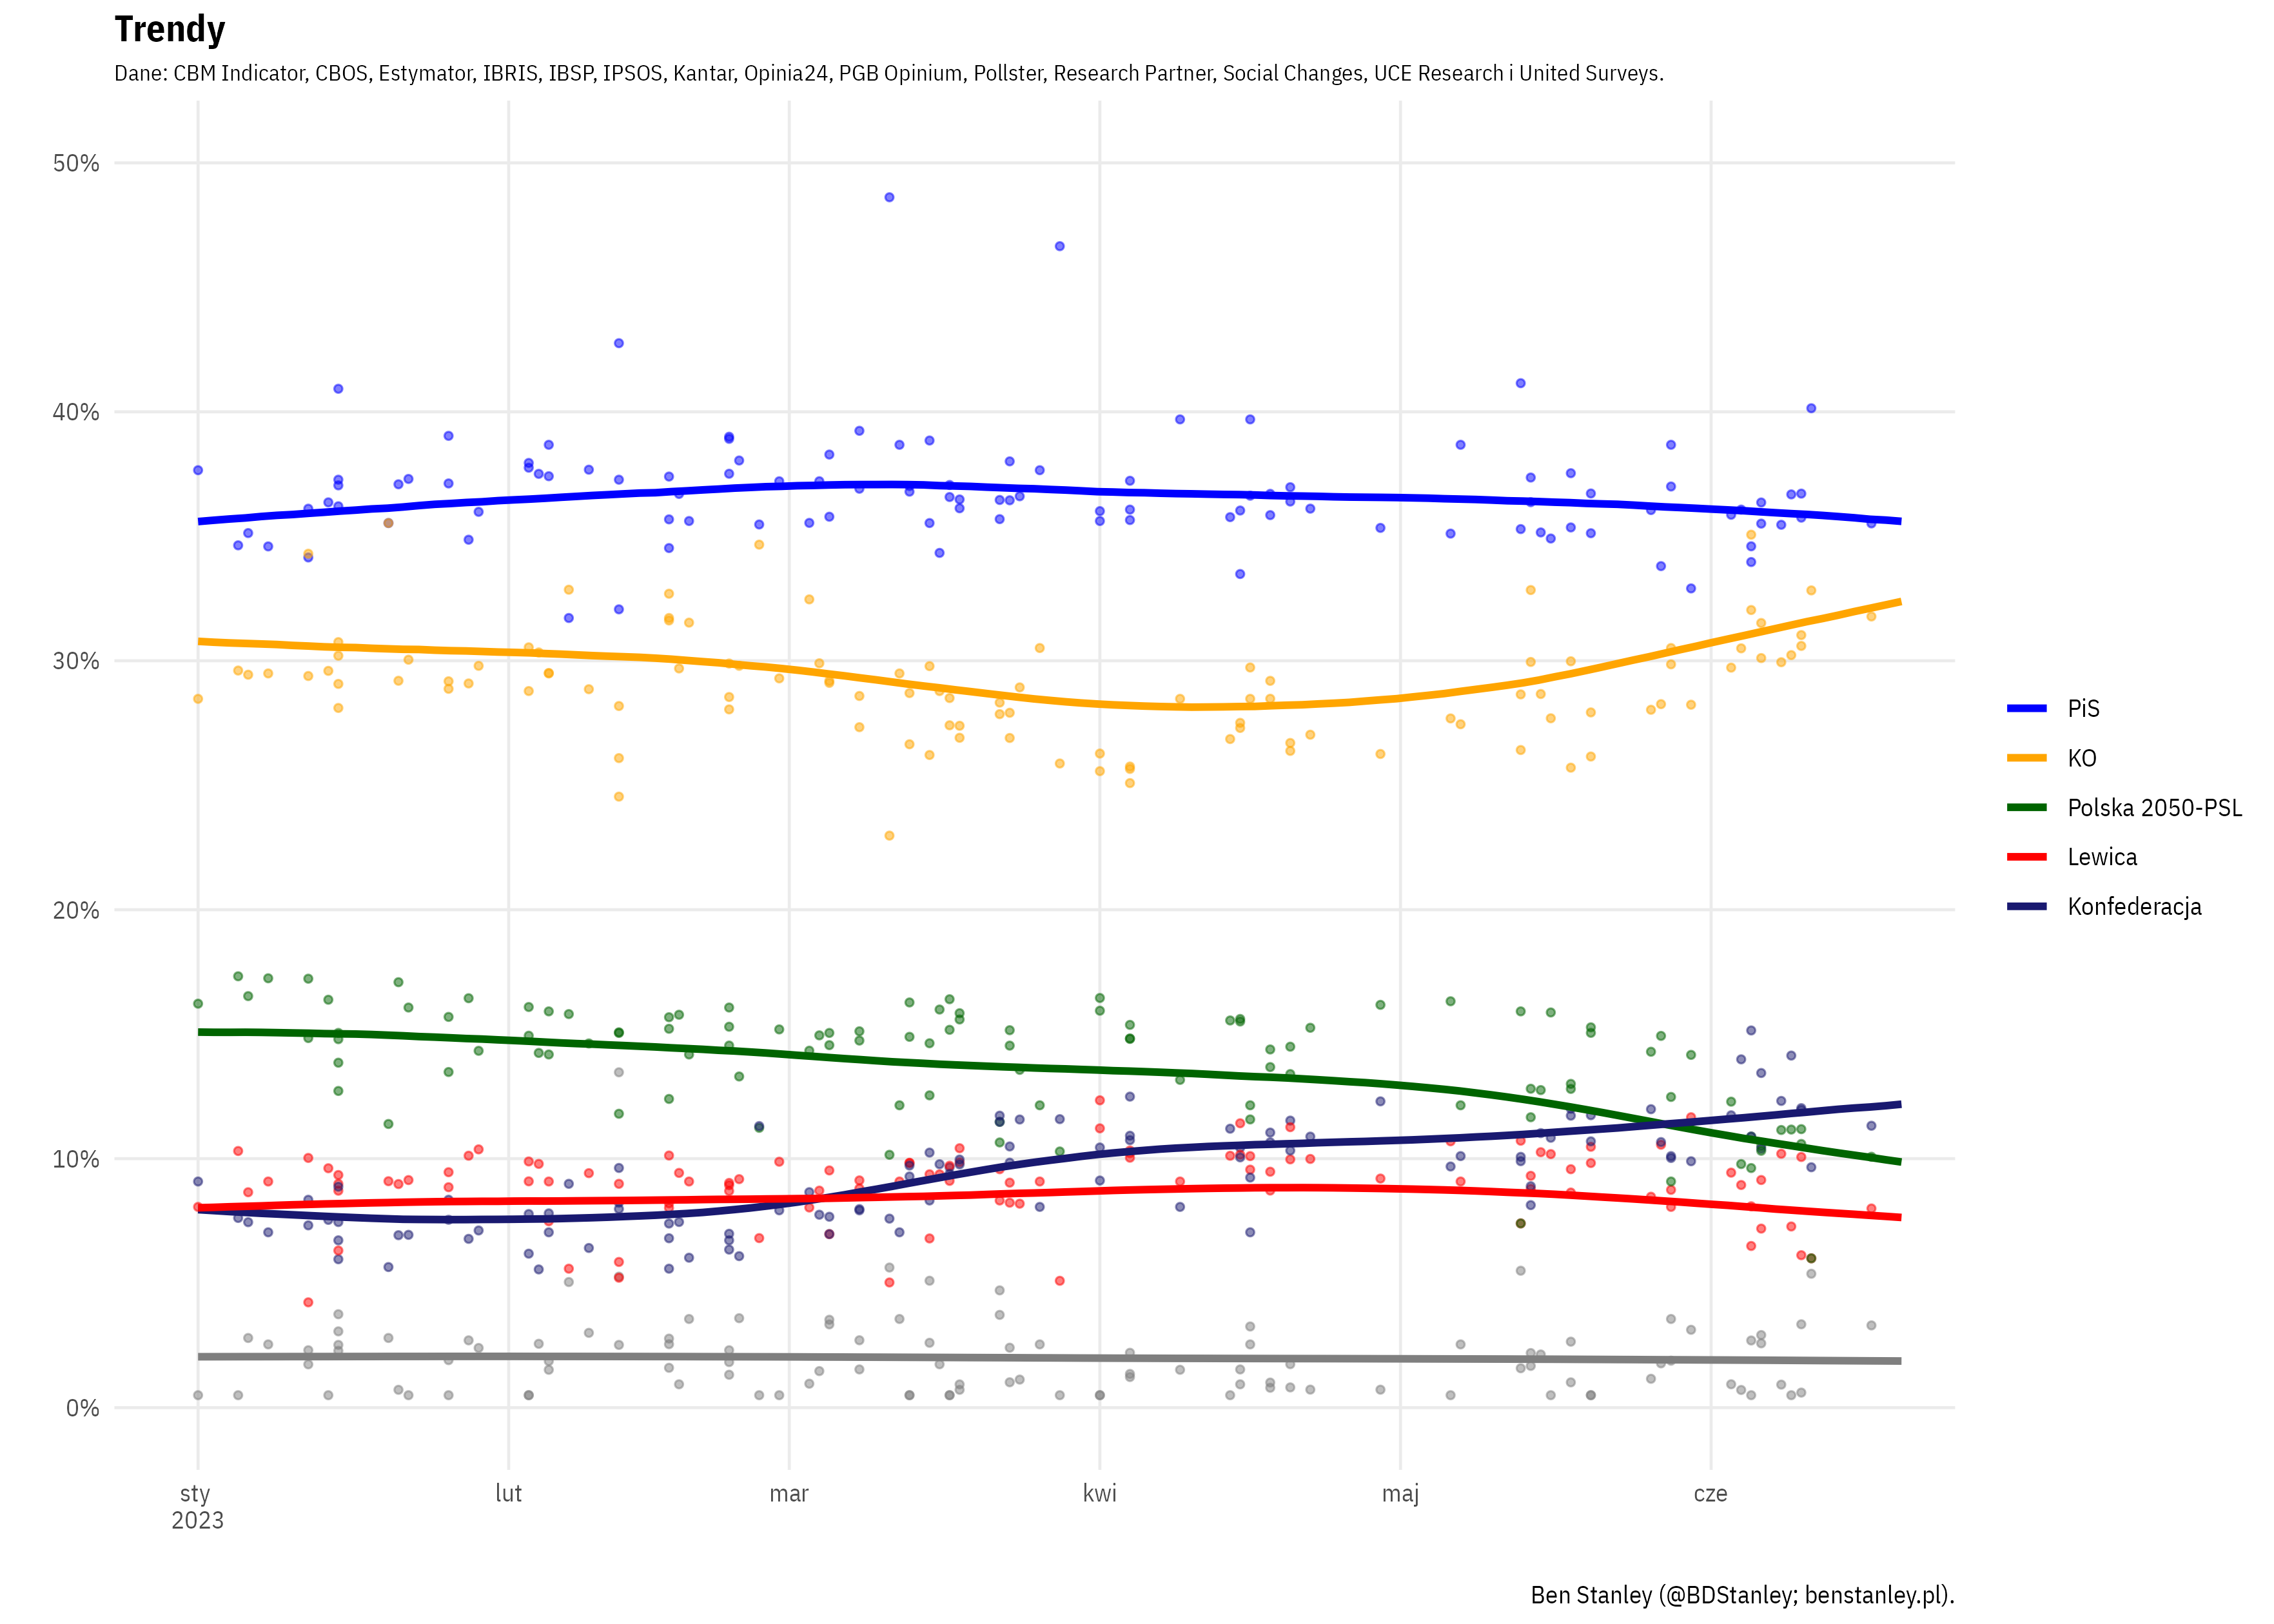 Trendy
Dane: CBM Indicator, CBOS, Estymator, IBRIS, IBSP, IPSOS, Kantar, Opinia24, PGB Opinium, Pollster, Research Partner, Social Changes, UCE Research i United Surveys.
50%
40%
30%
20%
10%
0%
sty
2023
lut
mar
kwi
maj
cze
PiS
KO
Polska 2050-PSL
Lewica
Konfederacja
Ben Stanley (@BDStanley; benstanley.pl).